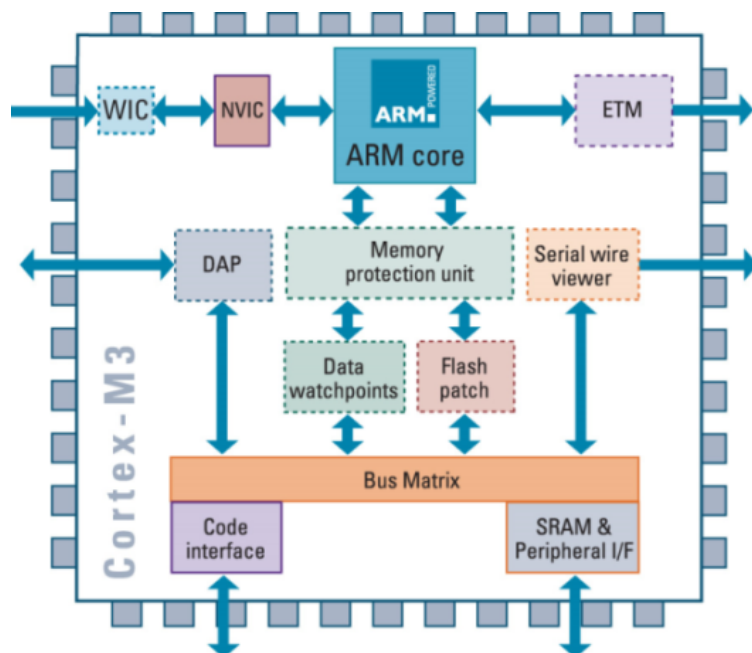 WIC
NVIC
ARM
POWERED
ARM core
ETM
DAP
Memory
protection unit
Serial wire
viewer
Data
watchpoints
Flash
patch
Cortex-M3
Bus Matrix
Code
interface
SRAM &
Peripheral I/F